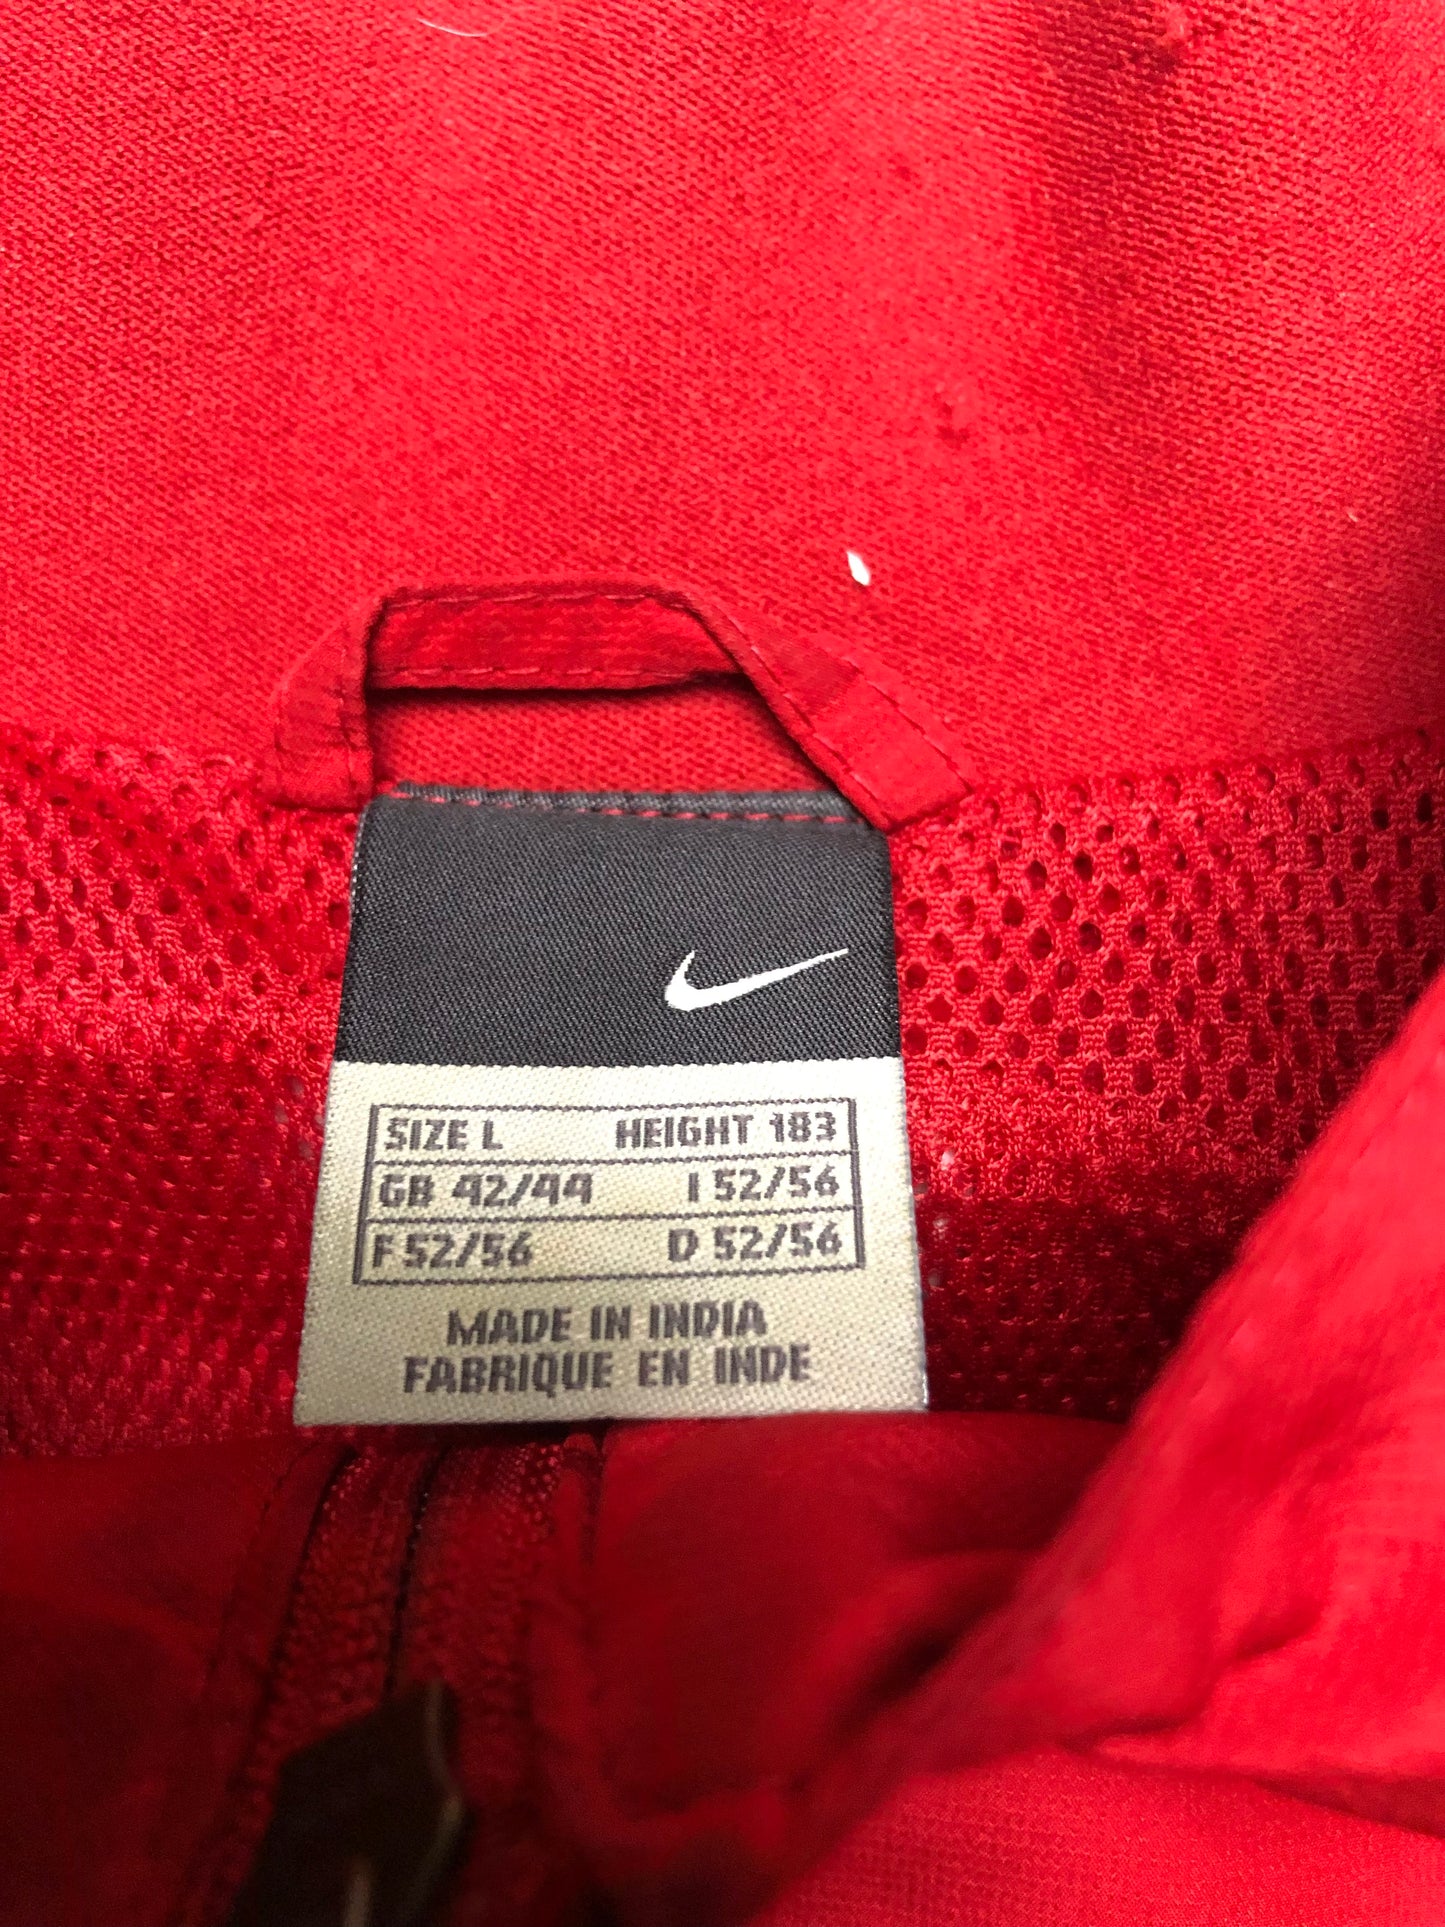 SIZE L HEIGHT 183
GB 42/44 I 52/56
F 52/56 D 52/56
MADE IN INDIA
FABRIQUE EN INDE